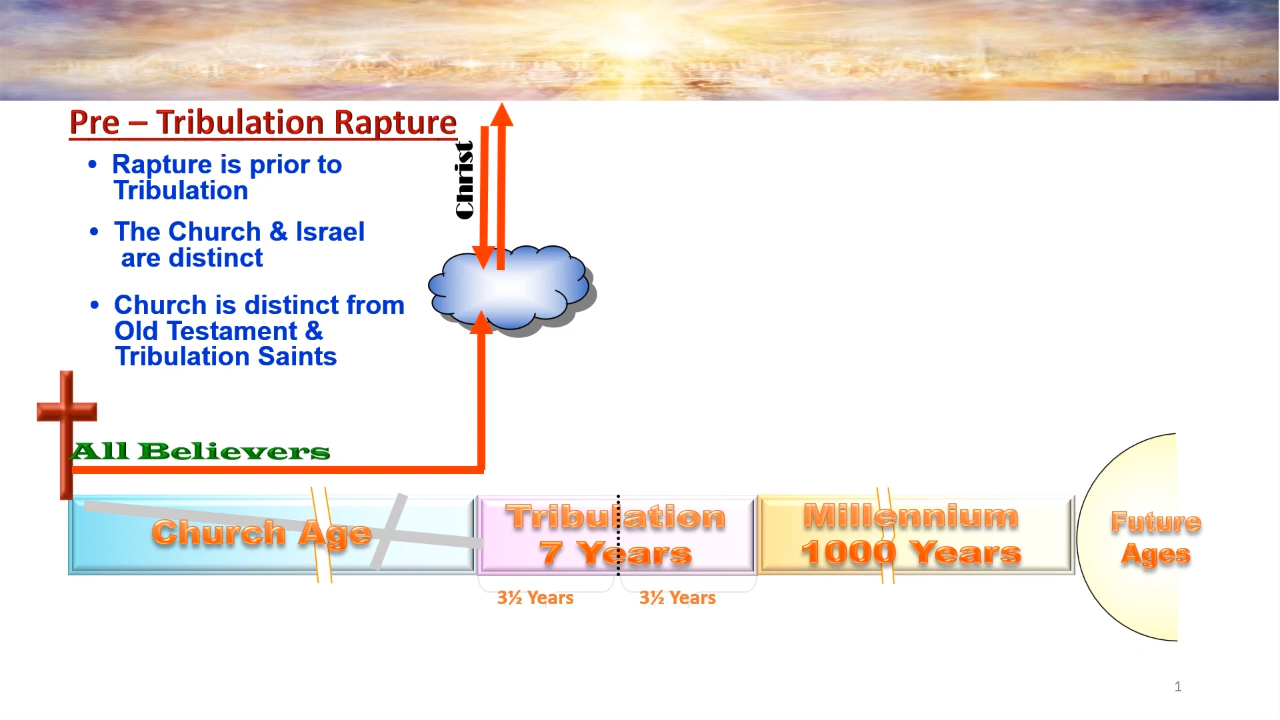 Pre – Tribulation Rapture
• Rapture is prior to
Tribulation
• The Church & Israel
are distinct
• Church is distinct from
Old Testament &
Tribulation Saints
Christ
All Believers
Church Age
Tribulation
7 Years
Millennium
1000 Years
Future
Ages
3½ Years
3½ Years
1